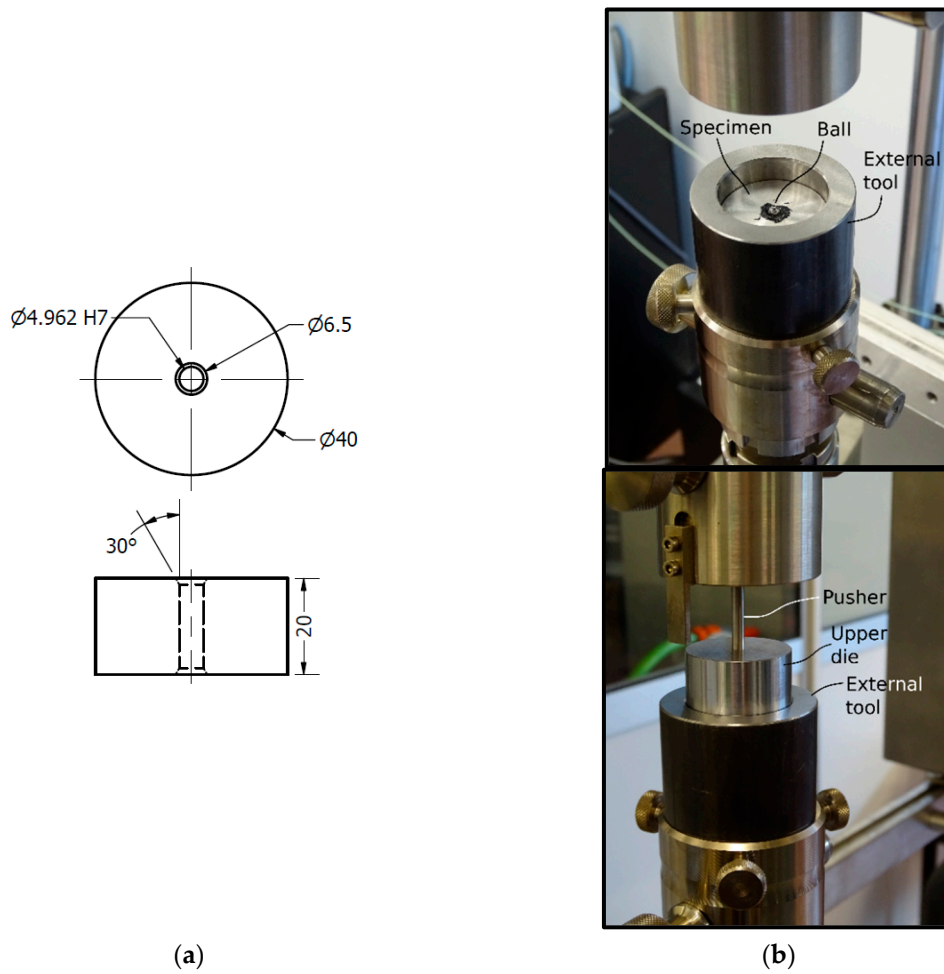 Ø4.962 H7
Ø6.5
Ø40
30°
20
(a)
Specimen
Ball
External
tool
Pusher
Upper
die
External
tool
(b)